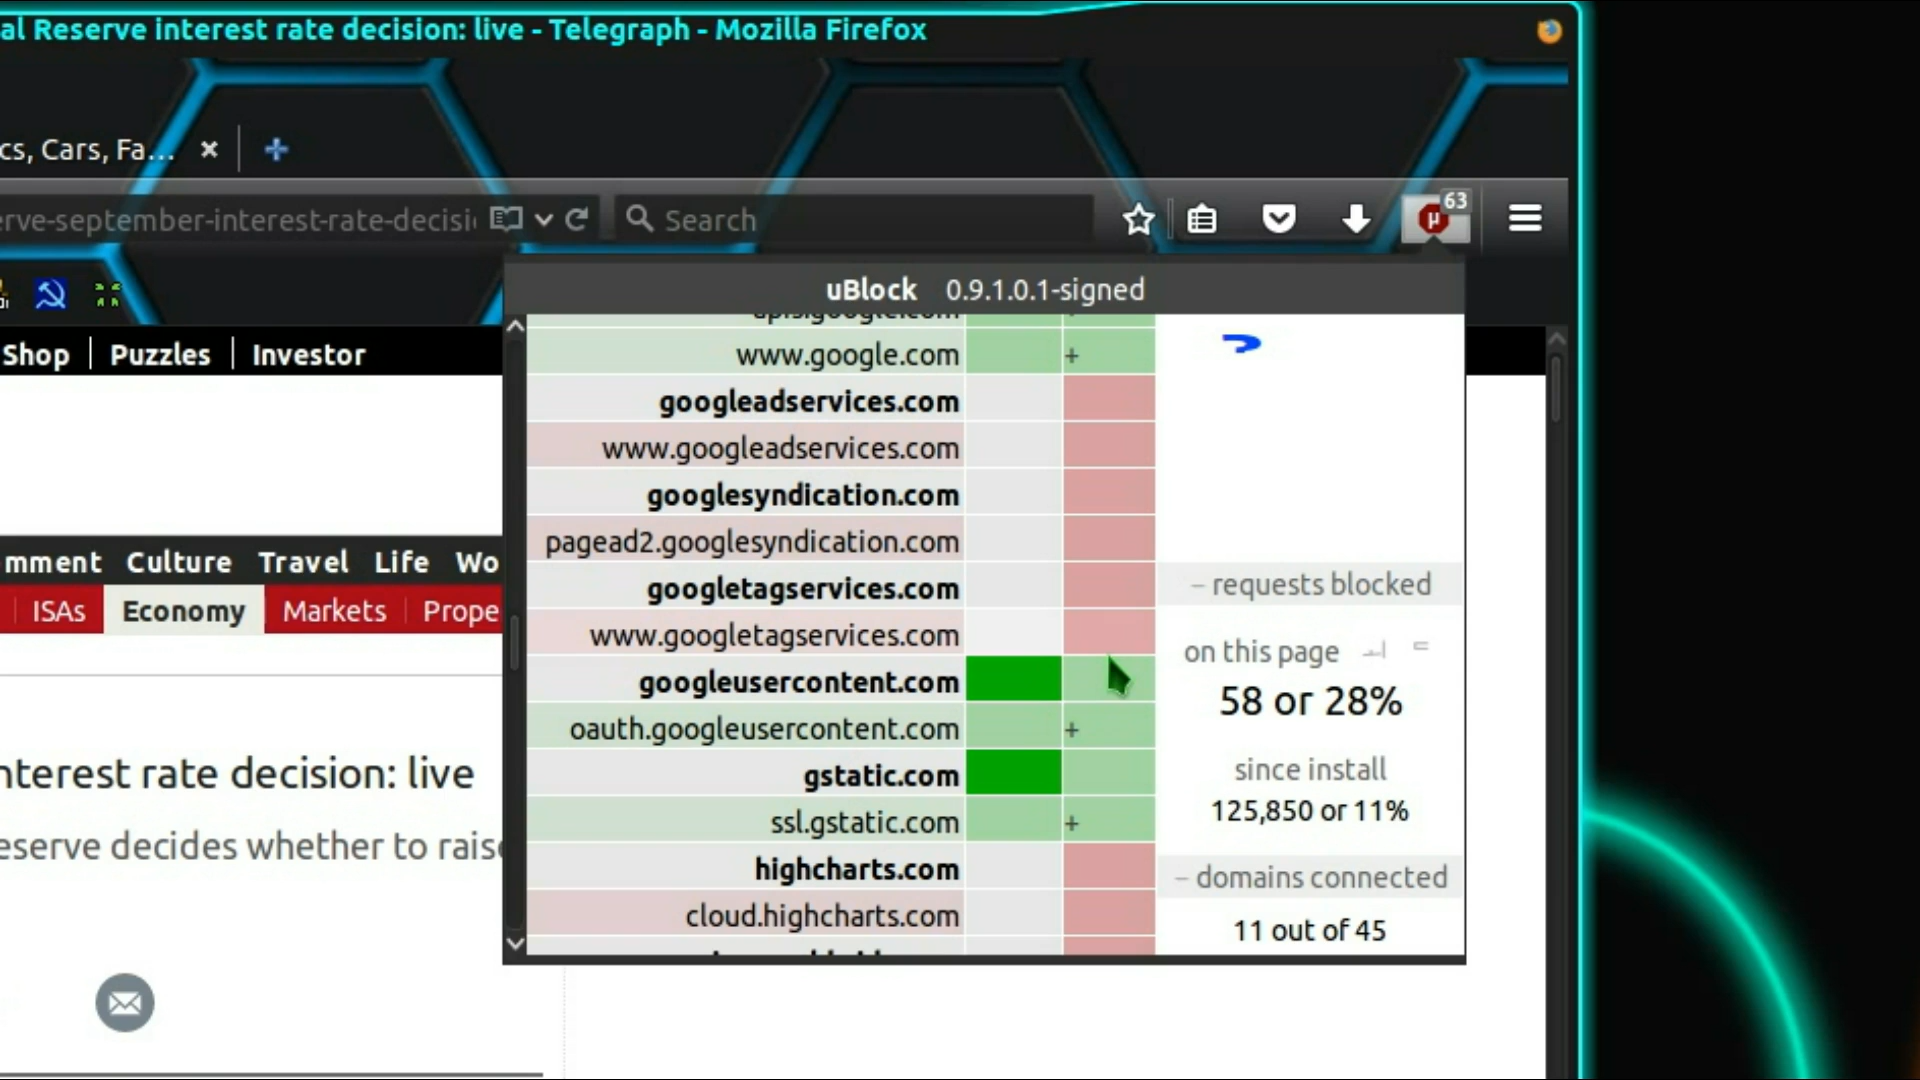 al Reserve interest rate decision: live - Telegraph - Mozilla Firefox
cs, Cars, Fa...
erve-september-interest-rate-decisi
Search
63
uBlock 0.9.1.0.1-signed
Shop Puzzles Investor
apis.google.com
www.google.com +
googleadservices.com
www.googleadservices.com
googlesyndication.com
pagead2.googlesyndication.com
googletagservices.com
www.googletagservices.com
googleusercontent.com
oauth.googleusercontent.com +
gstatic.com
ssl.gstatic.com +
highcharts.com
cloud.highcharts.com
– requests blocked
on this page
58 or 28%
since install
125,850 or 11%
– domains connected
11 out of 45
mment Culture Travel Life Wo
ISAs Economy Markets Prope
nterest rate decision: live
eserve decides whether to rais